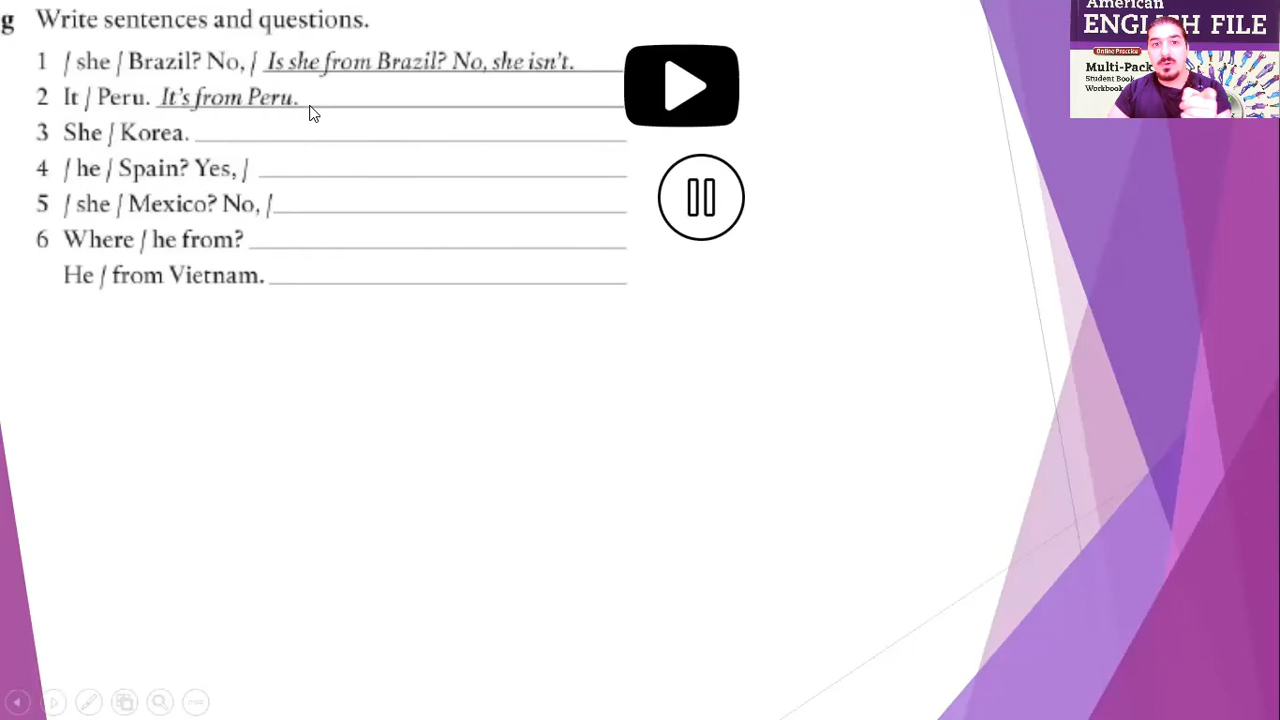 g Write sentences and questions.
1 / she / Brazil? No, / Is she from Brazil? No, she isn't.
2 It / Peru. It's from Peru.
3 She / Korea.
4 / he / Spain? Yes, /
5 / she / Mexico? No, /
6 Where / he from?
He / from Vietnam.
American
ENGLISH FILE
Online Practice
Multi-Pack
Student Book
Workbook